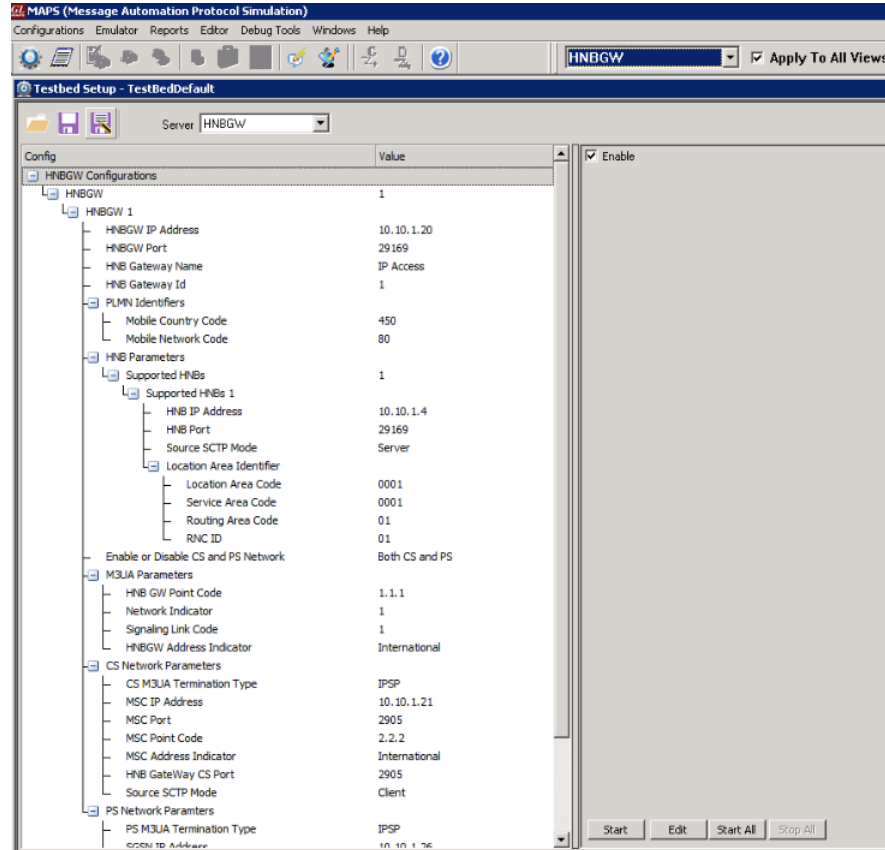 GL MAPS (Message Automation Protocol Simulation)
Configurations Emulator Reports Editor Debug Tools Windows Help
HNBGW Apply To All Views
Testbed Setup - TestBedDefault
Server HNBGW
Config Value
Enable
HNBGW Configurations
HNBGW 1
HNBGW 1
HNBGW IP Address 10.10.1.20
HNBGW Port 29169
HNB Gateway Name IP Access
HNB Gateway Id 1
PLMN Identifiers
Mobile Country Code 450
Mobile Network Code 80
HNB Parameters
Supported HNBs 1
Supported HNBs 1
HNB IP Address 10.10.1.4
HNB Port 29169
Source SCTP Mode Server
Location Area Identifier
Location Area Code 0001
Service Area Code 0001
Routing Area Code 01
RNC ID 01
Enable or Disable CS and PS Network Both CS and PS
M3UA Parameters
HNB GW Point Code 1.1.1
Network Indicator 1
Signaling Link Code 1
HNBGW Address Indicator International
CS Network Parameters
CS M3UA Termination Type IPSP
MSC IP Address 10.10.1.21
MSC Port 2905
MSC Point Code 2.2.2
MSC Address Indicator International
HNB GateWay CS Port 2905
Source SCTP Mode Client
PS Network Paramters
PS M3UA Termination Type IPSP
SGSN IP Address 10.10.1.26
Start Edit Start All Stop All